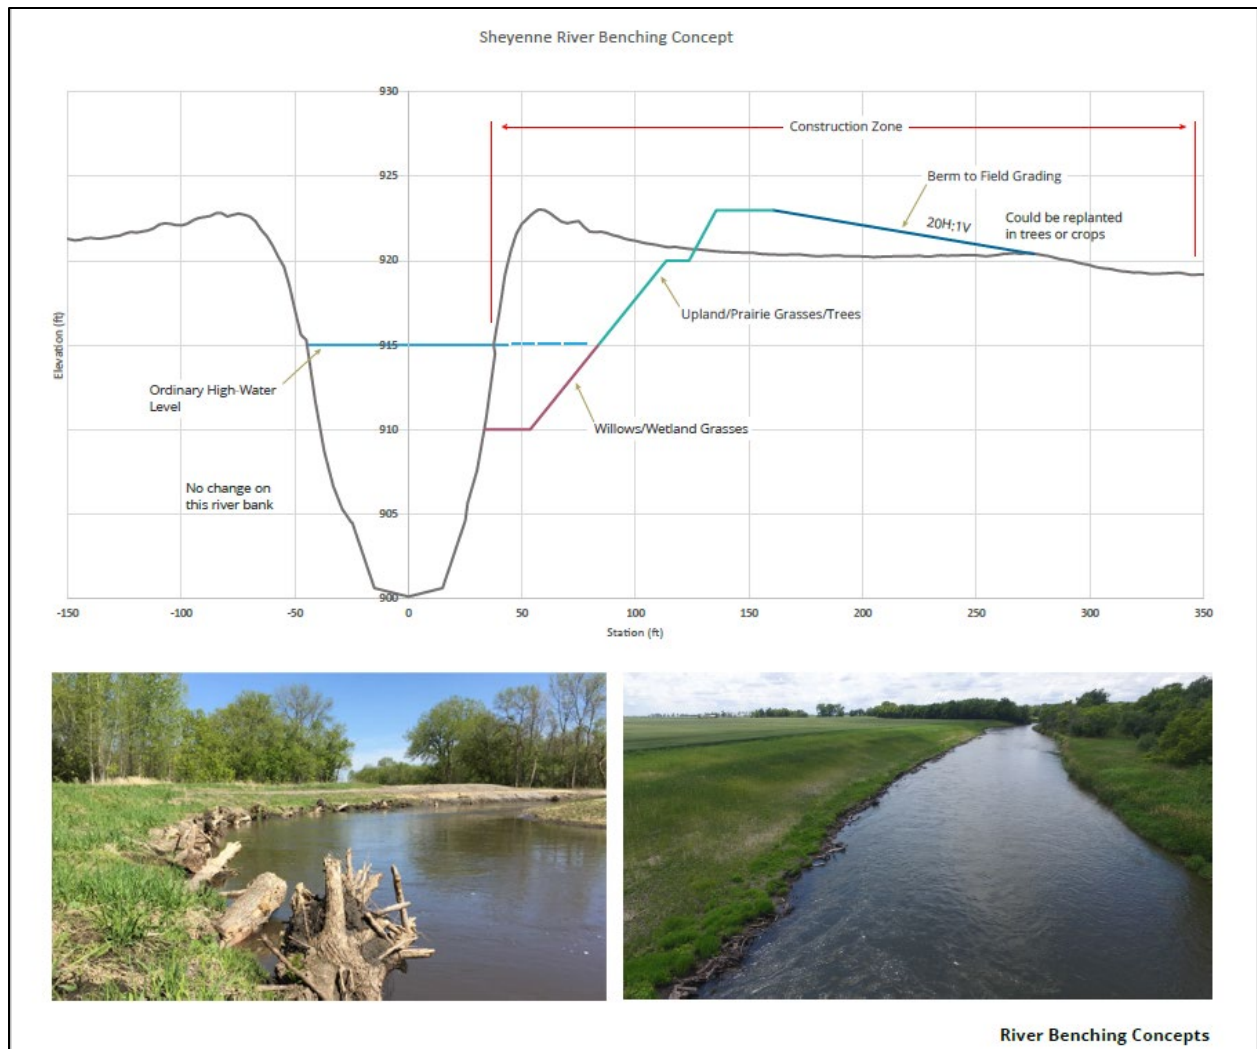 Sheyenne River Benching Concept
930
Construction Zone
925
Berm to Field Grading
20H:1V
Could be replanted
in trees or crops
920
Upland/Prairie Grasses/Trees
915
Elevation (ft)
Ordinary High-Water
Level
910
Willows/Wetland Grasses
No change on
this river bank
905
900
-150 -100 -50 0 50 100 150 200 250 300 350
Station (ft)
River Benching Concepts